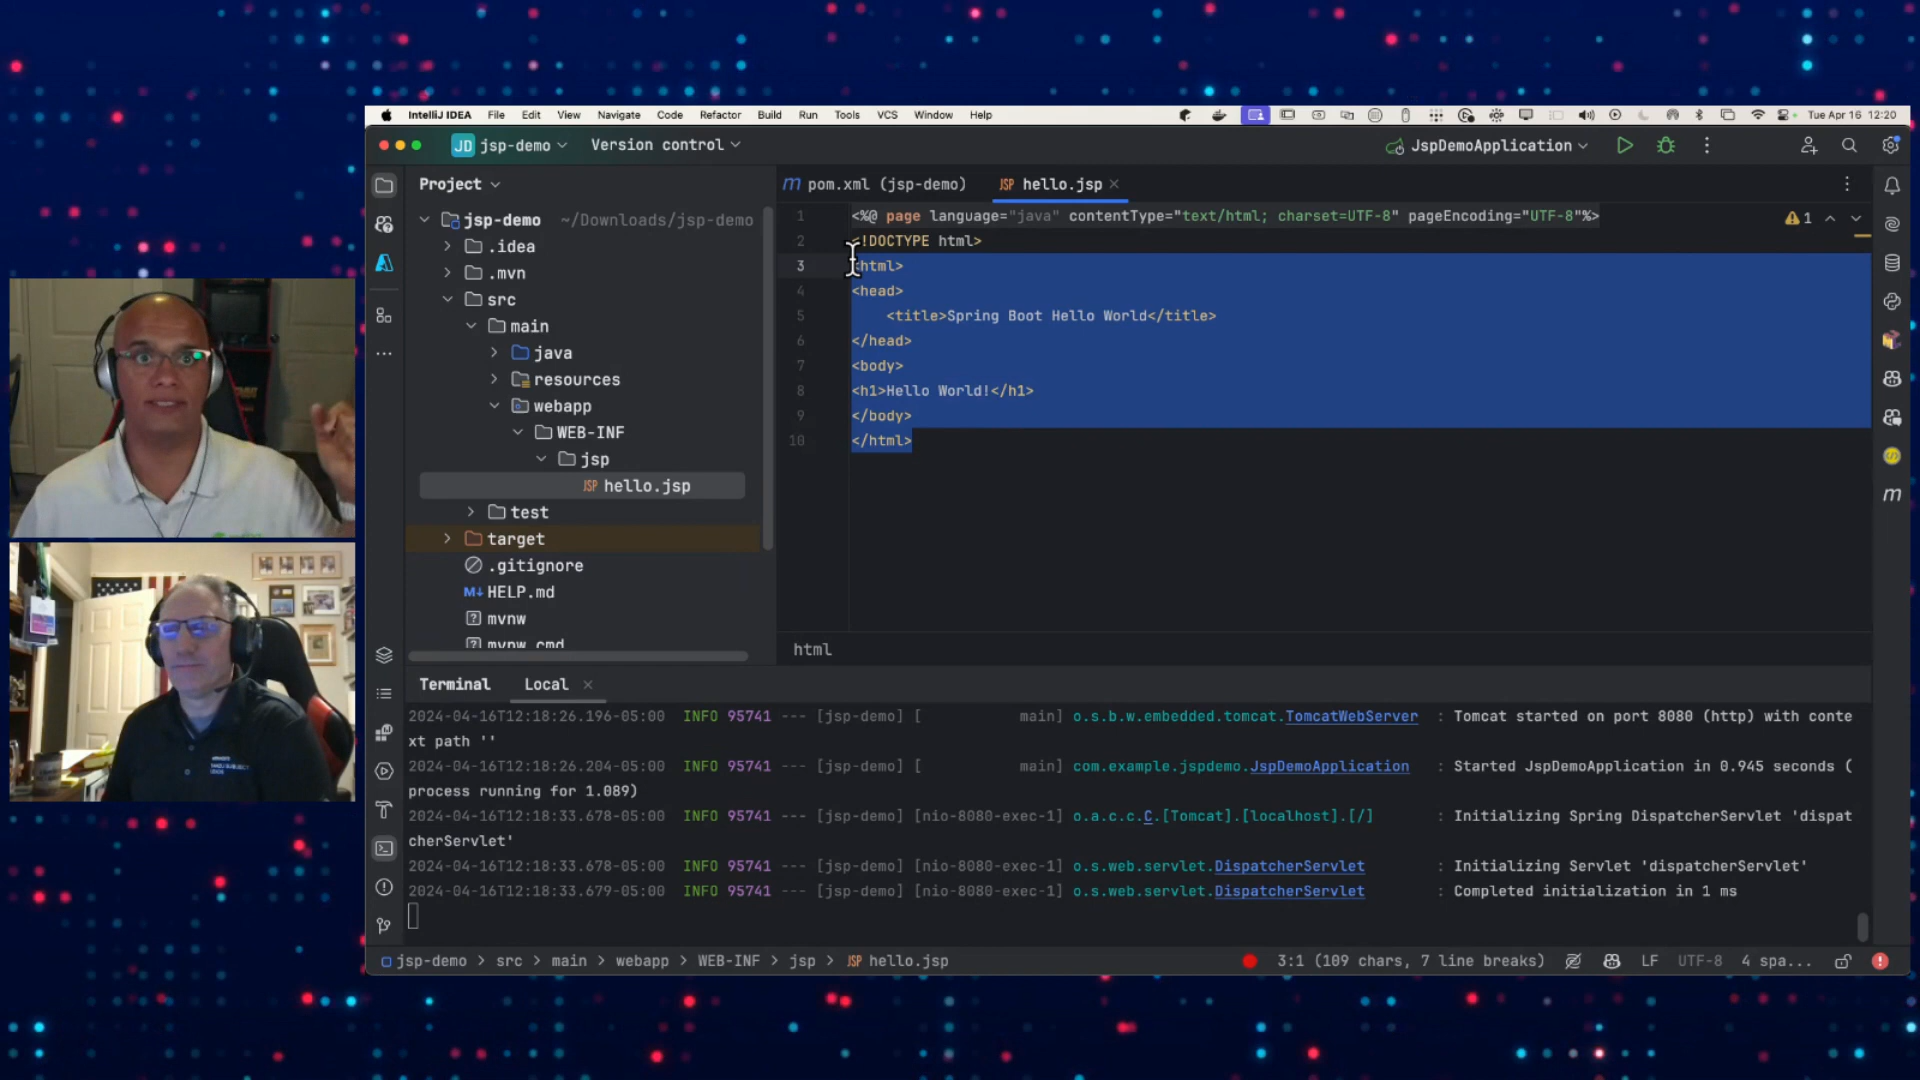 IntelliJ IDEA File Edit View Navigate Code Refactor Build Run Tools VCS Window Help Tue Apr 16 12:20
JD jsp-demo Version control JspDemoApplication
Project
m pom.xml (jsp-demo) JSP hello.jsp
jsp-demo ~/Downloads/jsp-demo
.idea
.mvn
src
main
java
resources
webapp
WEB-INF
jsp
JSP hello.jsp
test
target
.gitignore
M↓ HELP.md
mvnw
mvnw.cmd
1 <%@ page language="java" contentType="text/html; charset=UTF-8" pageEncoding="UTF-8"%>
1
2 <!DOCTYPE html>
3 <html>
4 <head>
5 <title>Spring Boot Hello World</title>
6 </head>
7 <body>
8 <h1>Hello World!</h1>
9 </body>
10 </html>
m
html
Terminal Local
2024-04-16T12:18:26.196-05:00 INFO 95741 --- [jsp-demo] [ main] o.s.b.w.embedded.tomcat.TomcatWebServer : Tomcat started on port 8080 (http) with conte
xt path ''
2024-04-16T12:18:26.204-05:00 INFO 95741 --- [jsp-demo] [ main] com.example.jspdemo.JspDemoApplication : Started JspDemoApplication in 0.945 seconds (
process running for 1.089)
2024-04-16T12:18:33.678-05:00 INFO 95741 --- [jsp-demo] [nio-8080-exec-1] o.a.c.c.C.[Tomcat].[localhost].[/] : Initializing Spring DispatcherServlet 'dispat
cherServlet'
2024-04-16T12:18:33.678-05:00 INFO 95741 --- [jsp-demo] [nio-8080-exec-1] o.s.web.servlet.DispatcherServlet : Initializing Servlet 'dispatcherServlet'
2024-04-16T12:18:33.679-05:00 INFO 95741 --- [jsp-demo] [nio-8080-exec-1] o.s.web.servlet.DispatcherServlet : Completed initialization in 1 ms
jsp-demo > src > main > webapp > WEB-INF > jsp > JSP hello.jsp 3:1 (109 chars, 7 line breaks) LF UTF-8 4 spa...